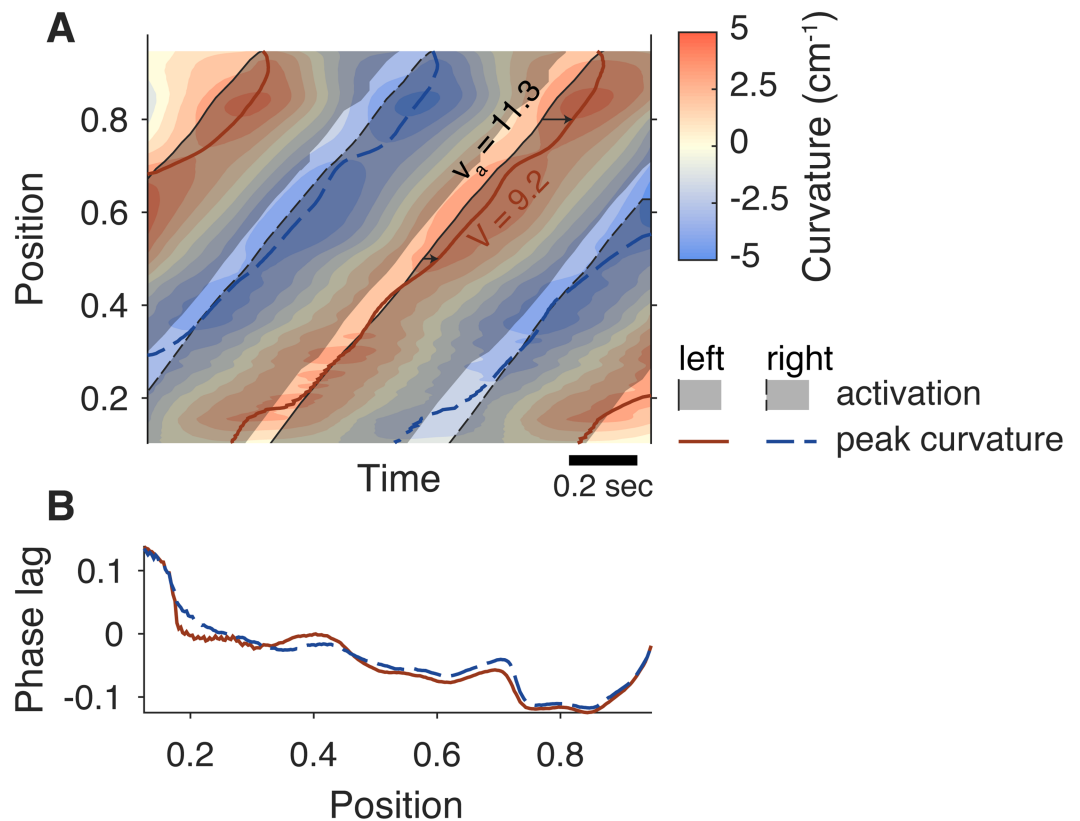 A
Position
0.8
0.6
0.4
0.2
va = 11.3
V = 9.2
Time
0.2 sec
5
2.5
0
-2.5
-5
Curvature (cm-1)
left right
activation
peak curvature
B
Phase lag
0.1
0
-0.1
0.2 0.4 0.6 0.8
Position